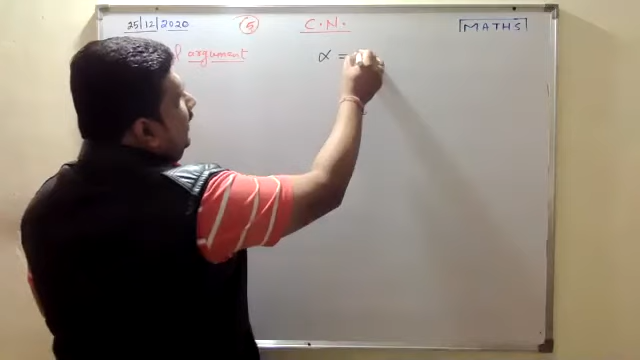 25/12/2020 5 C.N. MATHS
f argument α =